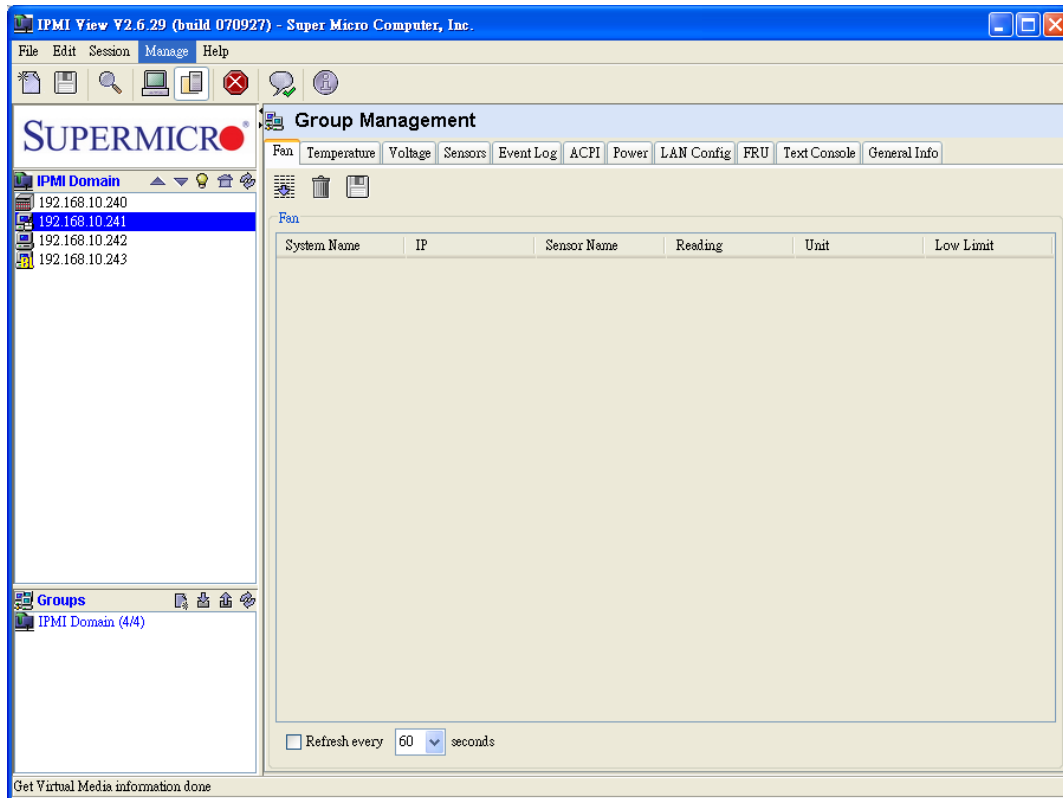 IPMI View V2.6.29 (build 070927) - Super Micro Computer, Inc.
File Edit Session Manage Help
SUPERMICRO®
Group Management
Fan Temperature Voltage Sensors Event Log ACPI Power LAN Config FRU Text Console General Info
IPMI Domain
192.168.10.240
192.168.10.241
192.168.10.242
192.168.10.243
Fan
System Name IP Sensor Name Reading Unit Low Limit
Groups
IPMI Domain (4/4)
Refresh every 60 seconds
Get Virtual Media information done